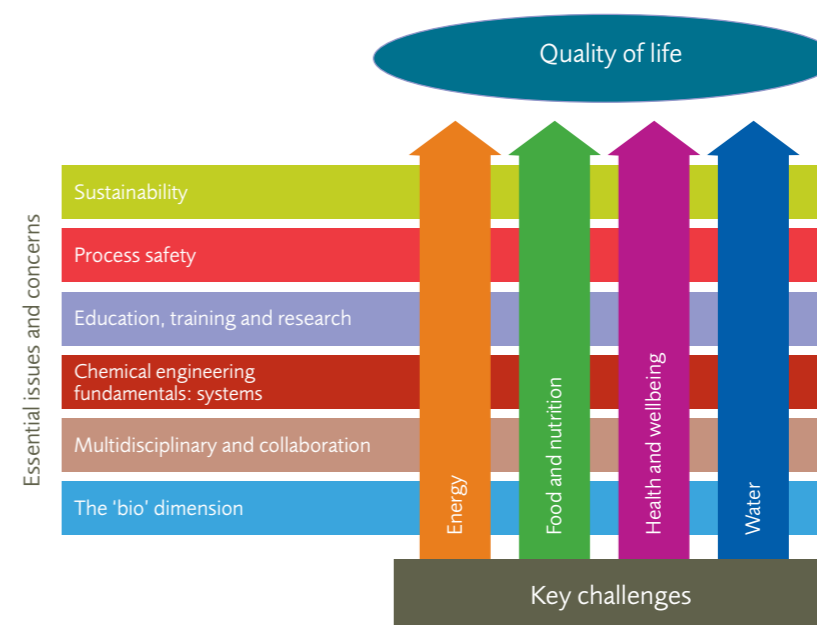 Quality of life
Essential issues and concerns
Sustainability
Process safety
Education, training and research
Chemical engineering
fundamentals: systems
Multidisciplinary and collaboration
The ‘bio’ dimension
Energy
Food and nutrition
Health and wellbeing
Water
Key challenges